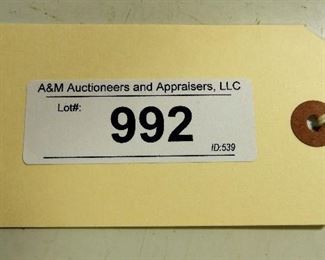 A&M Auctioneers and Appraisers, LLC
Lot#:
992
ID:539